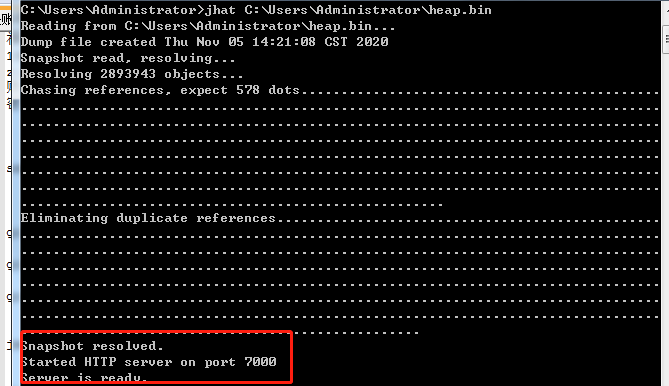 C:\Users\Administrator>jhat C:\Users\Administrator\heap.bin
Reading from C:\Users\Administrator\heap.bin...
Dump file created Thu Nov 05 14:21:08 CST 2020
Snapshot read, resolving...
Resolving 2893943 objects...
Chasing references, expect 578 dots.............................................
................................................................................
................................................................................
................................................................................
................................................................................
................................................................................
................................................................................
.....................................................
Eliminating duplicate references................................................
................................................................................
................................................................................
................................................................................
................................................................................
................................................................................
................................................................................
..................................................
Snapshot resolved.
Started HTTP server on port 7000
Server is ready.